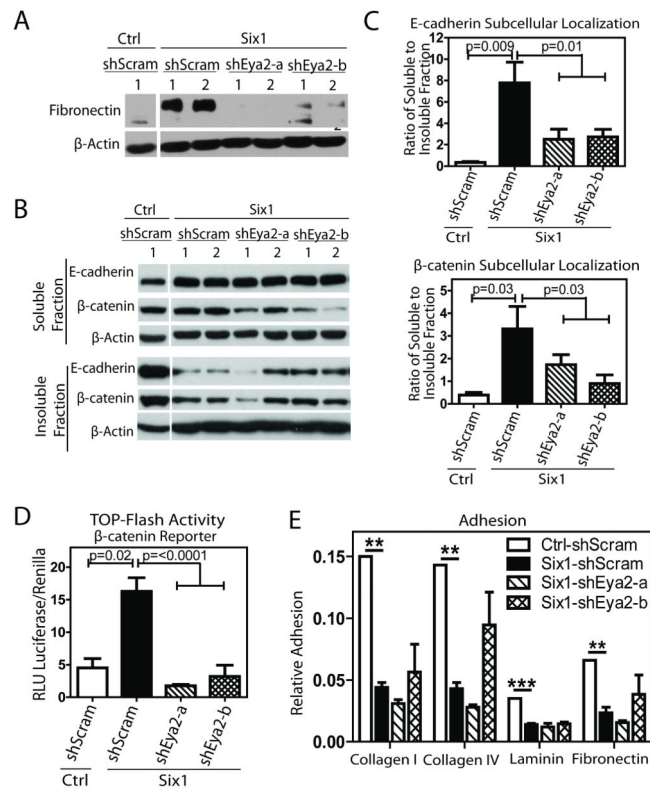 A
Ctrl
Six1
shScram
shScram shEya2-a shEya2-b
1 1 2 1 2 1 2
Fibronectin
β-Actin
B
Ctrl
Six1
shScram
shScram shEya2-a shEya2-b
1 1 2 1 2 1 2
Soluble Fraction
E-cadherin
β-catenin
β-Actin
Insoluble Fraction
E-cadherin
β-catenin
β-Actin
C
E-cadherin Subcellular Localization
Ratio of Soluble to Insoluble Fraction
12
10
8
6
4
2
0
p=0.009
p=0.01
shScram
shScram
shEya2-a
shEya2-b
Ctrl
Six1
β-catenin Subcellular Localization
Ratio of Soluble to Insoluble Fraction
5
4
3
2
1
0
p=0.03
p=0.03
shScram
shScram
shEya2-a
shEya2-b
Ctrl
Six1
D
TOP-Flash Activity
β-catenin Reporter
RLU Luciferase/Renilla
20
15
10
5
0
p=0.02
p=<0.0001
shScram
shScram
shEya2-a
shEya2-b
Ctrl
Six1
E
Adhesion
Relative Adhesion
0.15
0.10
0.05
0.00
**
**
***
**
Ctrl-shScram
Six1-shScram
Six1-shEya2-a
Six1-shEya2-b
Collagen I
Collagen IV
Laminin
Fibronectin